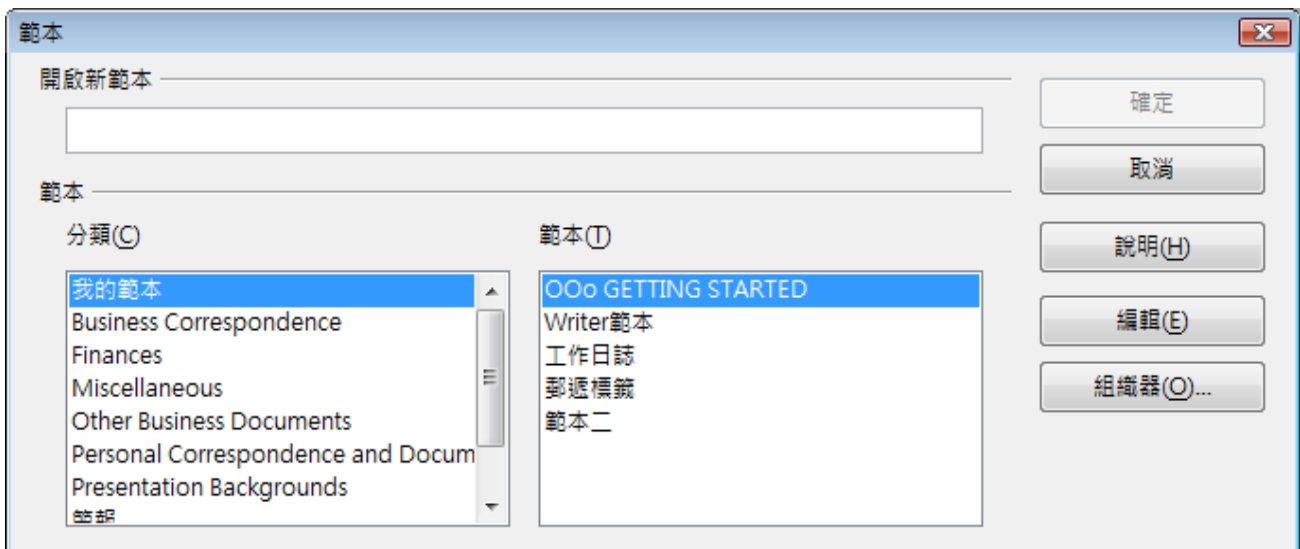 範本
開啟新範本
確定
取消
範本
分類(C)
範本(T)
說明(H)
我的範本
Business Correspondence
Finances
Miscellaneous
Other Business Documents
Personal Correspondence and Docum
Presentation Backgrounds
簡報
OOo GETTING STARTED
Writer範本
工作日誌
郵遞標籤
範本二
編輯(E)
組織器(O)...